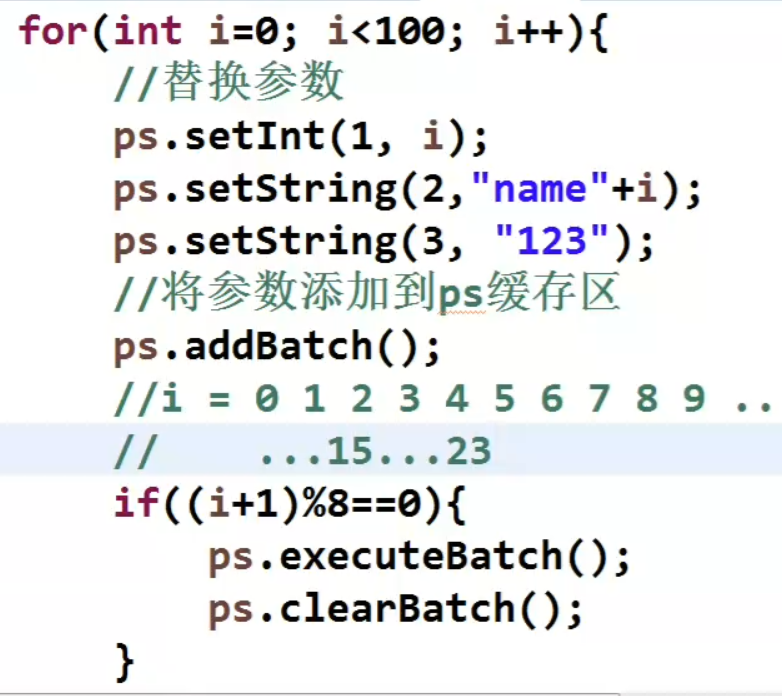 for(int i=0; i<100; i++){
//替换参数
ps.setInt(1, i);
ps.setString(2,"name"+i);
ps.setString(3, "123");
//将参数添加到ps缓存区
ps.addBatch();
//i = 0 1 2 3 4 5 6 7 8 9 ..
// ...15...23
if((i+1)%8==0){
ps.executeBatch();
ps.clearBatch();
}